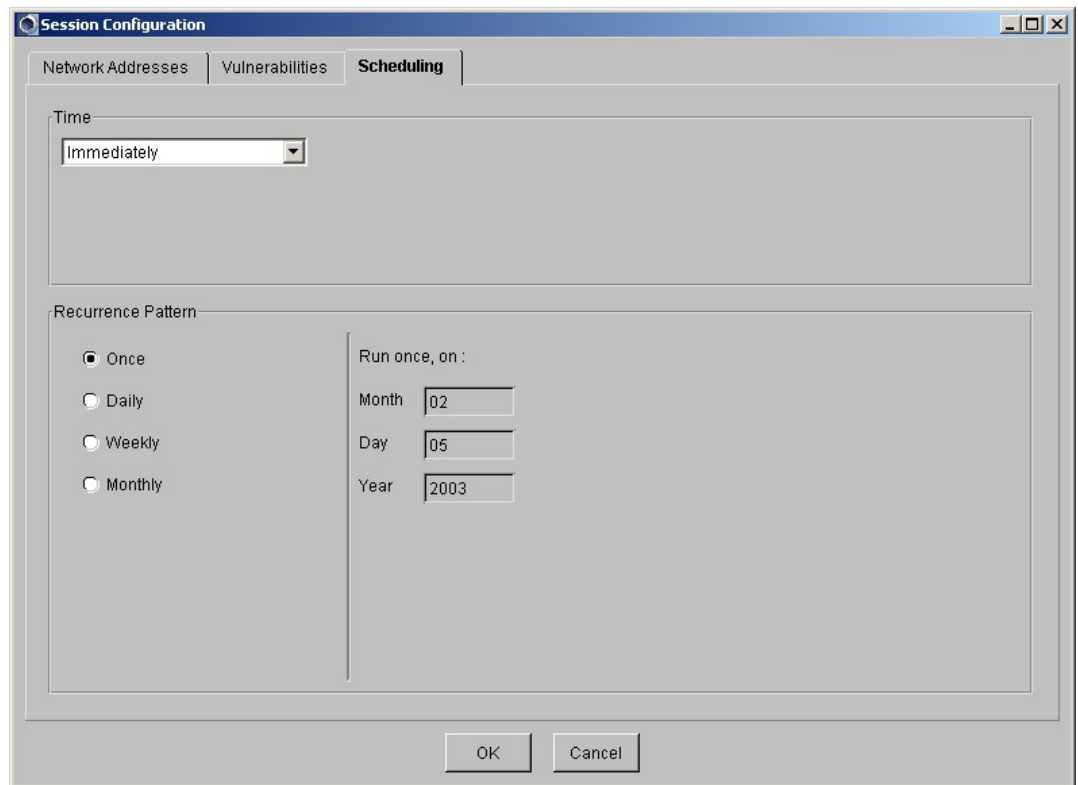 Session Configuration
Network Addresses Vulnerabilities Scheduling
Time
Immediately
Recurrence Pattern
Once
Daily
Weekly
Monthly
Run once, on :
Month 02
Day 05
Year 2003
OK Cancel